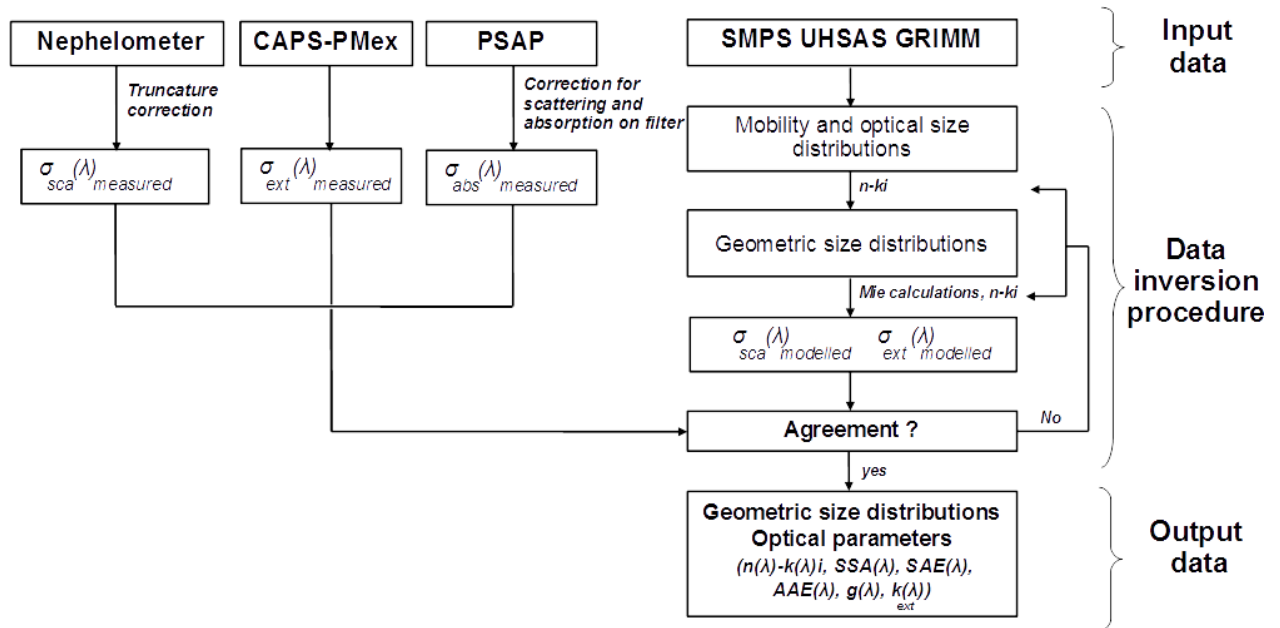 Nephelometer
CAPS-PMex
PSAP
SMPS UHSAS GRIMM
Input
data
Truncature
correction
Correction for
scattering and
absorption on filter
Mobility and optical size
distributions
σsca(λ)measured
σext(λ)measured
σabs(λ)measured
n-ki
Geometric size distributions
Mie calculations, n-ki
Data
inversion
procedure
σsca(λ)modelled σext(λ)modelled
Agreement ?
No
yes
Geometric size distributions
Optical parameters
(n(λ)-k(λ)i, SSA(λ), SAE(λ),
AAE(λ), g(λ), kext(λ))
Output
data